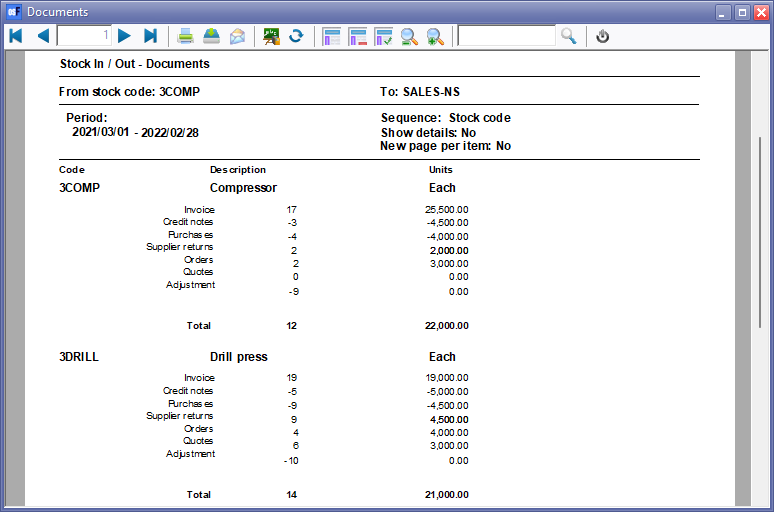 Documents
1
Stock In / Out - Documents
From stock code: 3COMP To: SALES-NS
Period: Sequence: Stock code
2021/03/01 - 2022/02/28 Show details: No
New page per item: No
Code Description Units
3COMP Compressor Each
Invoice 17 25,500.00
Credit notes -3 -4,500.00
Purchases -4 -4,000.00
Supplier returns 2 2,000.00
Orders 2 3,000.00
Quotes 0 0.00
Adjustment -9 0.00
Total 12 22,000.00
3DRILL Drill press Each
Invoice 19 19,000.00
Credit notes -5 -5,000.00
Purchases -9 -4,500.00
Supplier returns 9 4,500.00
Orders 4 4,000.00
Quotes 6 3,000.00
Adjustment -10 0.00
Total 14 21,000.00